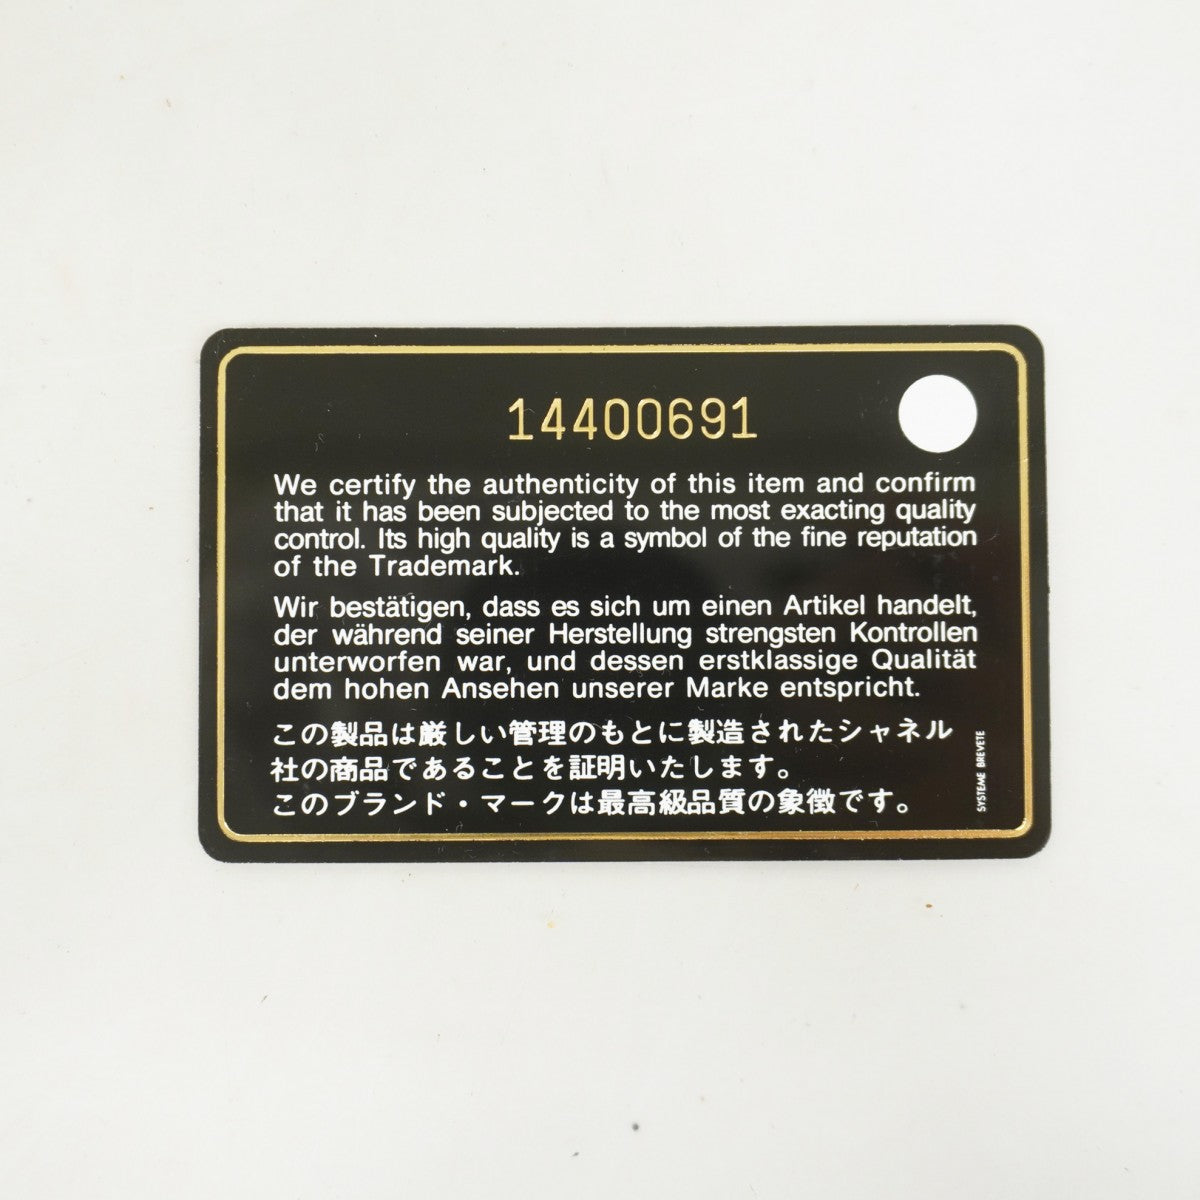 14400691
We certify the authenticity of this item and confirm
that it has been subjected to the most exacting quality
control. Its high quality is a symbol of the fine reputation
of the Trademark.
Wir bestätigen, dass es sich um einen Artikel handelt,
der während seiner Herstellung strengsten Kontrollen
unterworfen war, und dessen erstklassige Qualität
dem hohen Ansehen unserer Marke entspricht.
この製品は厳しい管理のもとに製造されたシャネル
社の商品であることを証明いたします。
このブランド・マークは最高級品質の象徴です。
SYSTEME BREVETE